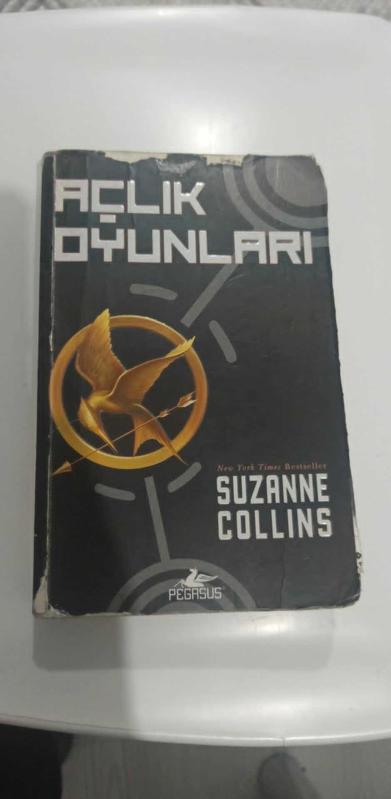 AÇLIK
OYUNLARI
New York Times Bestseller
SUZANNE
COLLINS
PEGASUS